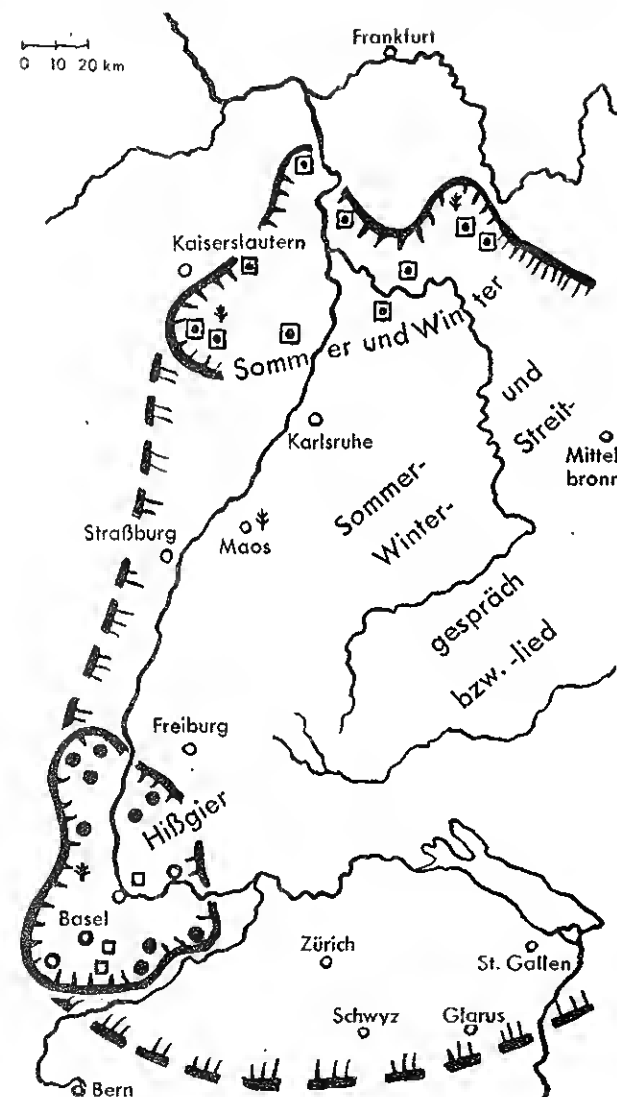 Frankfurt
0 10 20 km
Kaiserslautern
Sommer und Winter
und
Streit-
Karlsruhe
Mittel
bronn
Sommer-
Winter-
Straßburg
Maos
gespräch
bzw. -lied
Freiburg
Hißgier
Basel
Zürich
St. Gallen
Schwyz
Glarus
Bern